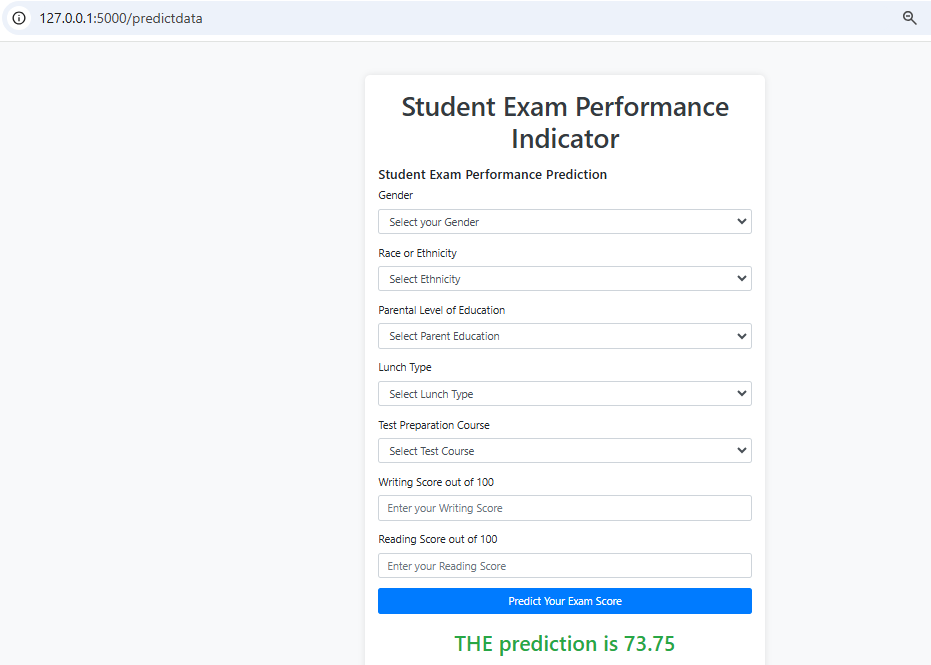 127.0.0.1:5000/predictdata
Student Exam Performance
Indicator
Student Exam Performance Prediction
Gender
Select your Gender
Race or Ethnicity
Select Ethnicity
Parental Level of Education
Select Parent Education
Lunch Type
Select Lunch Type
Test Preparation Course
Select Test Course
Writing Score out of 100
Enter your Writing Score
Reading Score out of 100
Enter your Reading Score
Predict Your Exam Score
THE prediction is 73.75